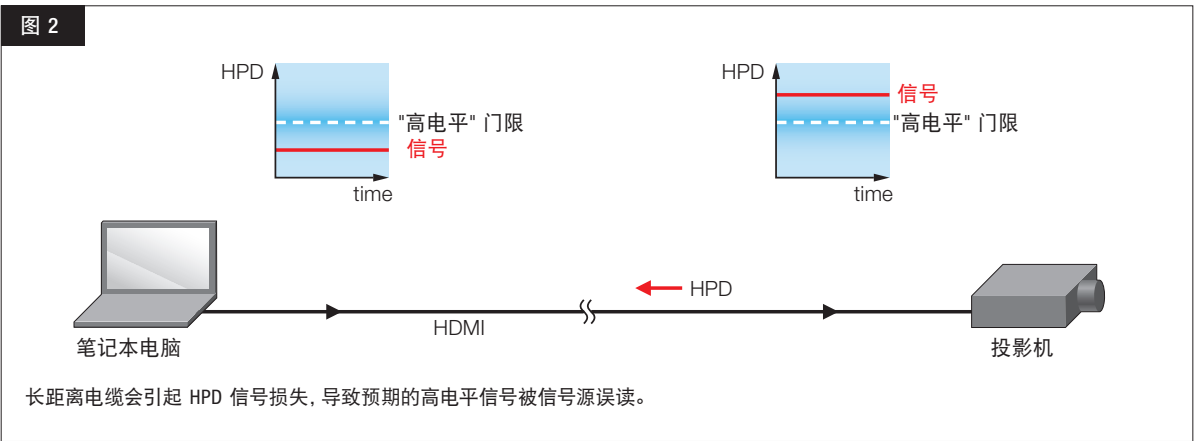 图 2
HPD
"高电平" 门限
信号
time
HPD
信号
"高电平" 门限
time
HPD
HDMI
笔记本电脑
投影机
长距离电缆会引起 HPD 信号损失, 导致预期的高电平信号被信号源误读。